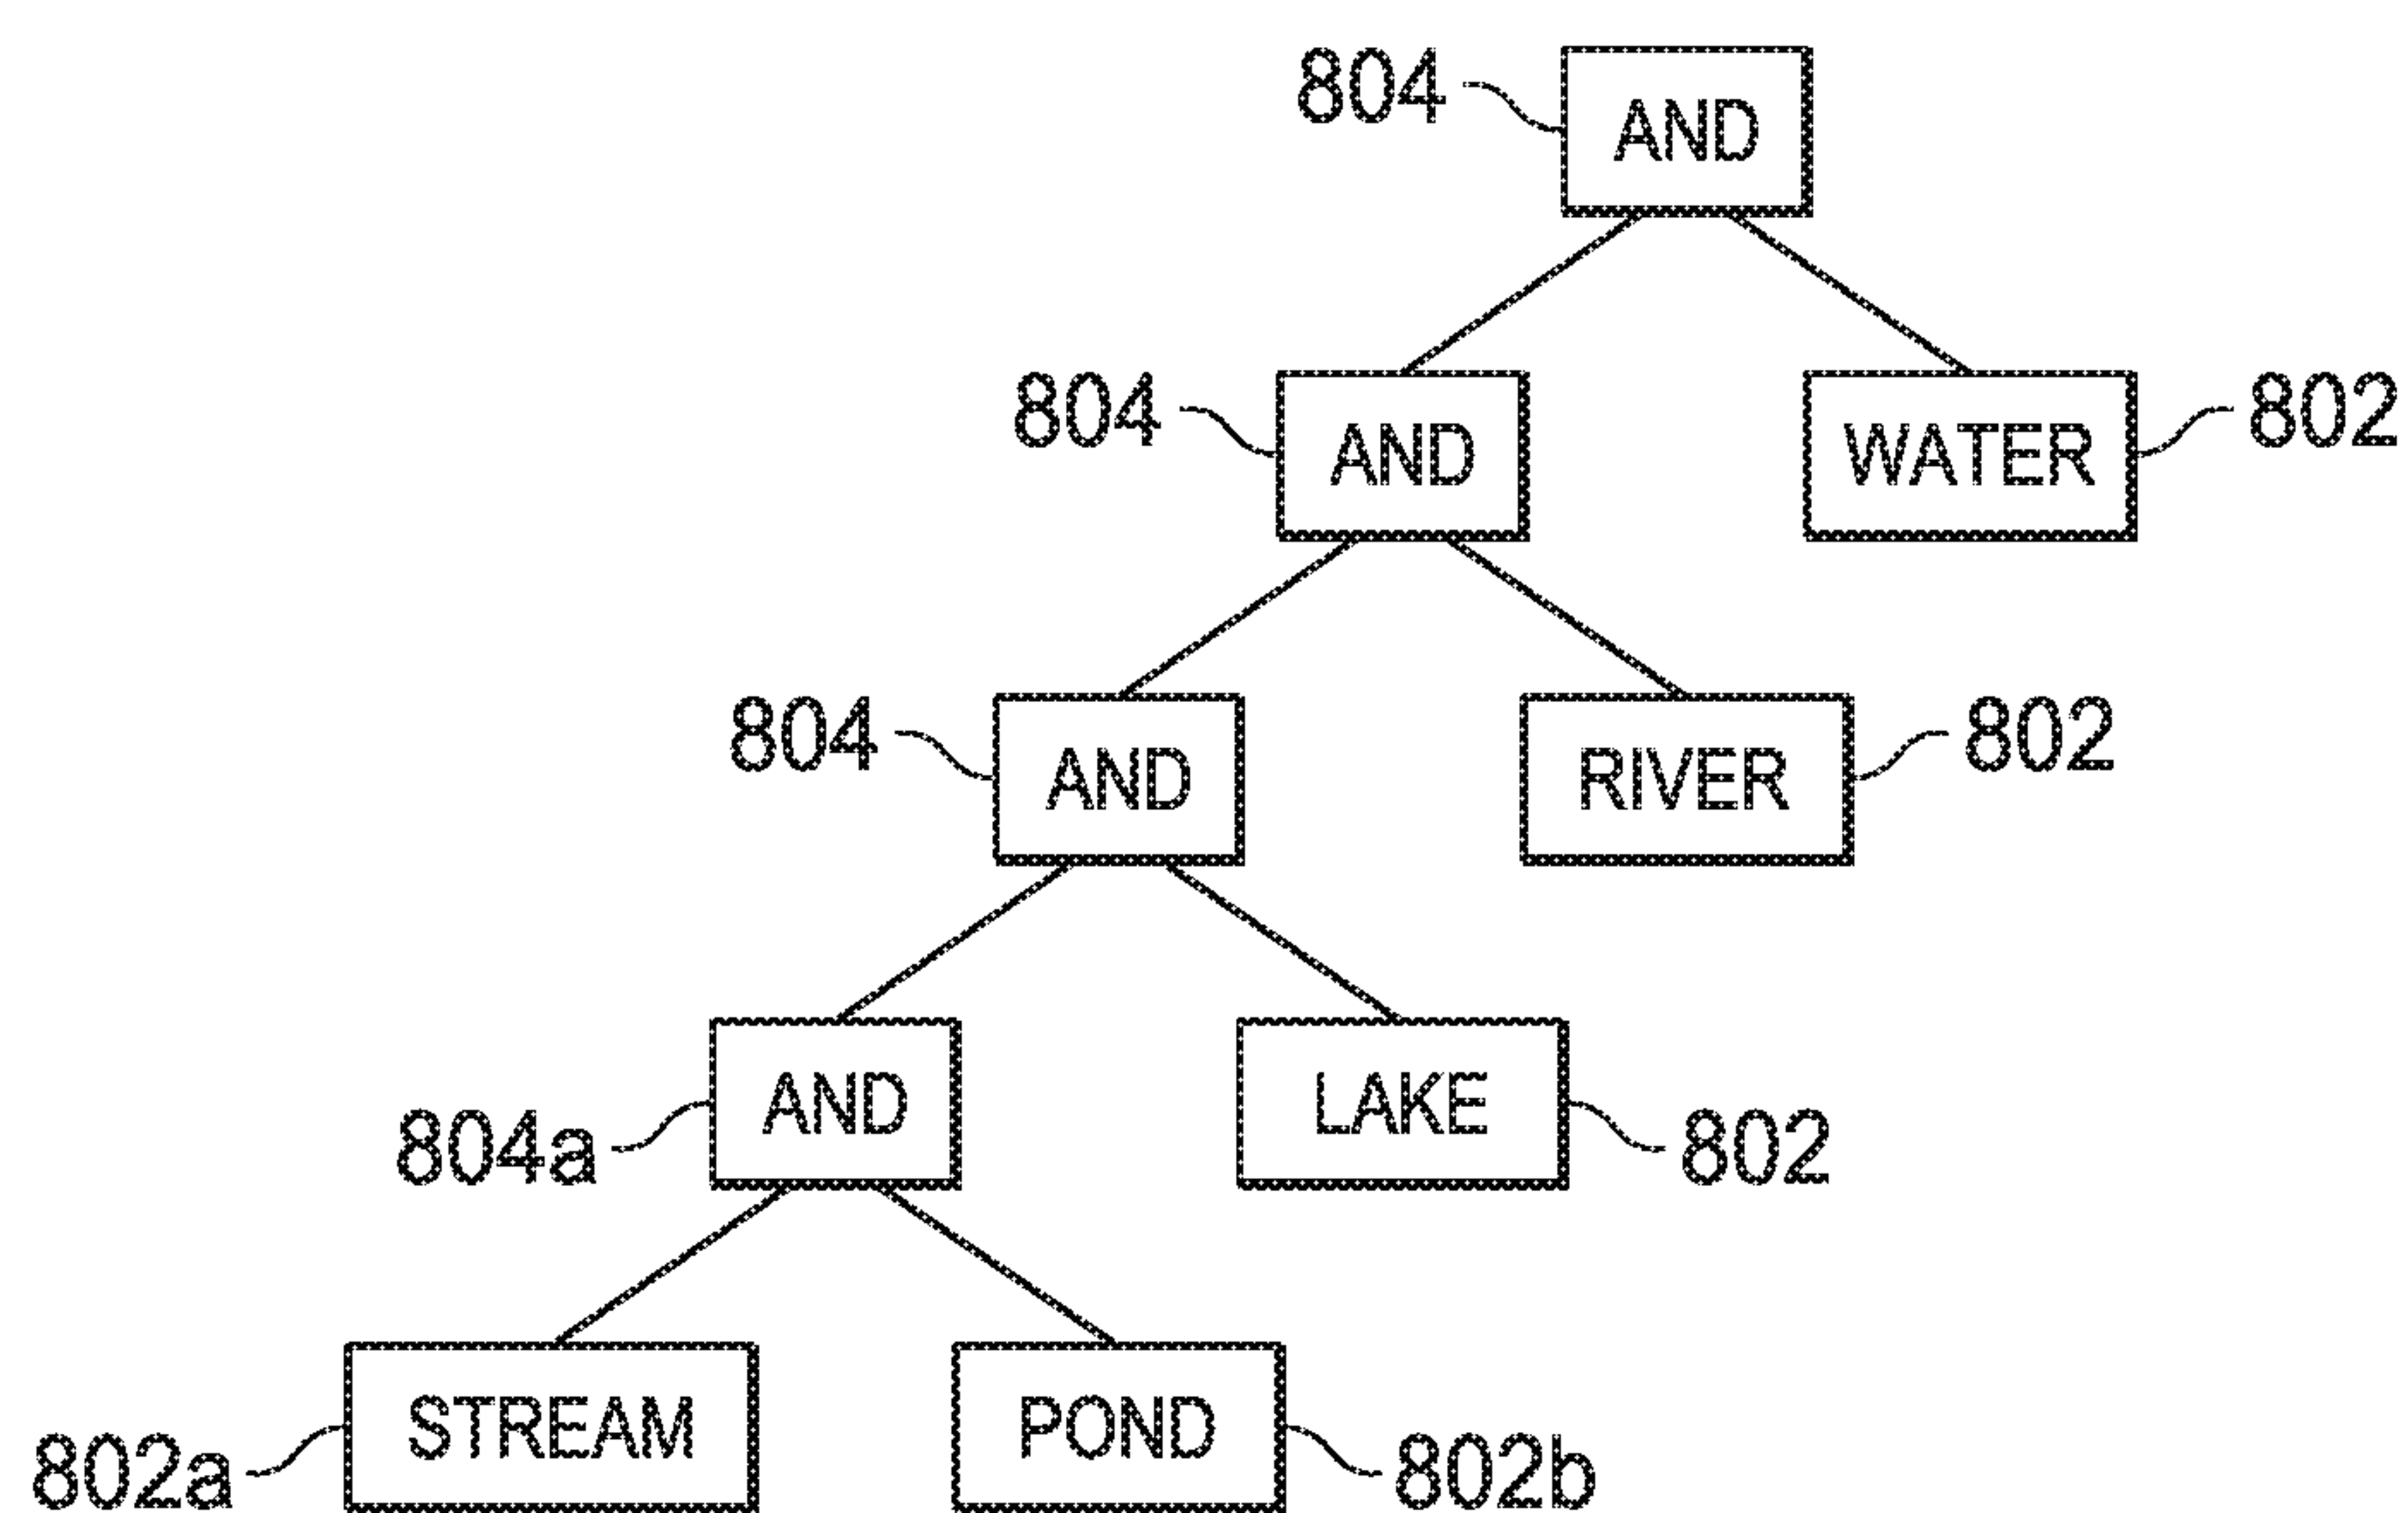 804 AND
804 AND WATER 802
804 AND RIVER 802
804a AND LAKE 802
802a STREAM POND 802b